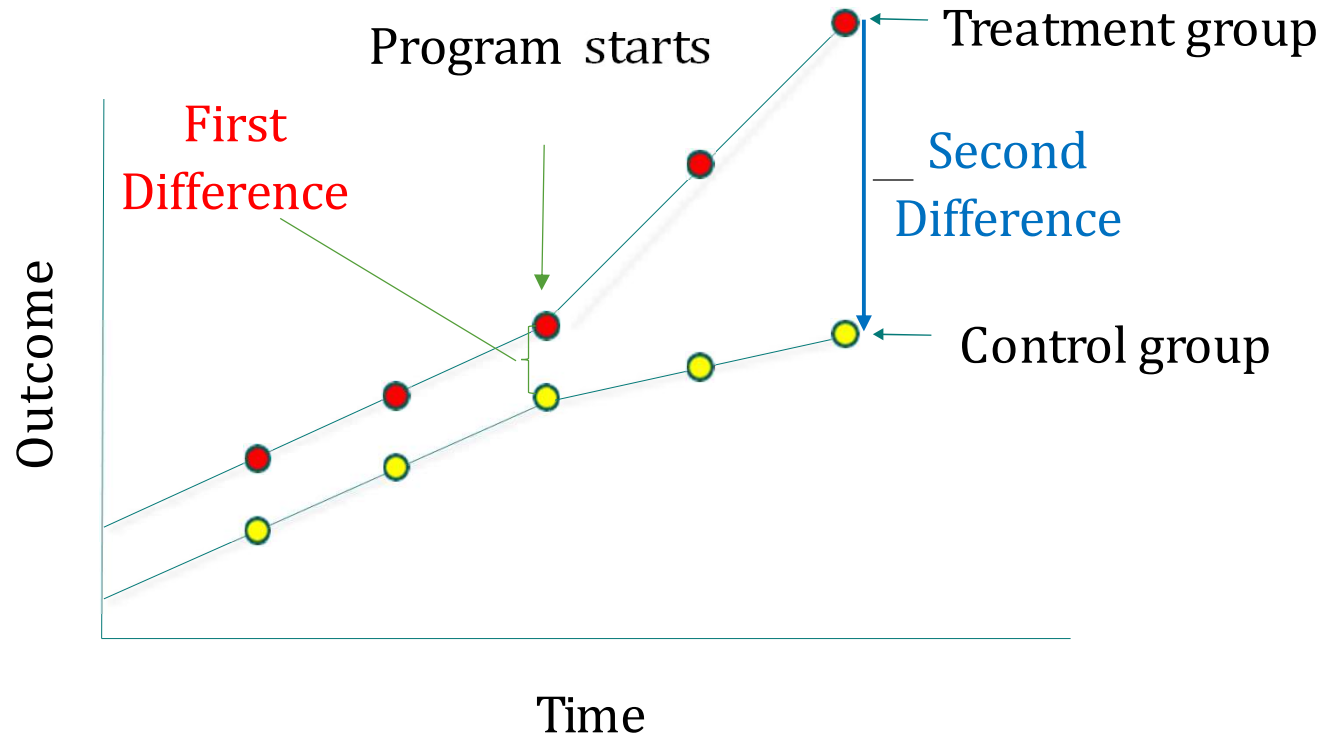 Program starts
Treatment group
First
Difference
Second
Difference
Outcome
Control group
Time